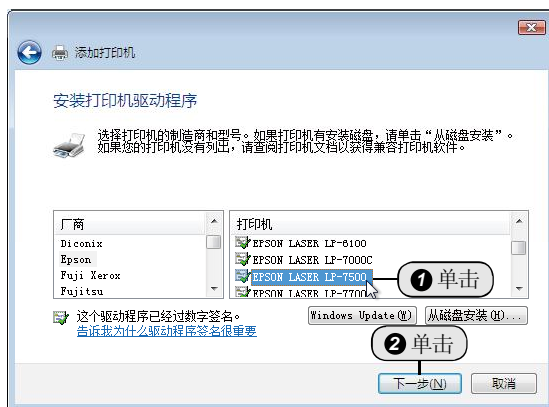 添加打印机
安装打印机驱动程序
选择打印机的制造商和型号。如果打印机有安装磁盘，请单击“从磁盘安装”。
如果您的打印机没有列出，请查阅打印机文档以获得兼容打印机软件。
厂商
Diconix
Epson
Fuji Xerox
Fujitsu
打印机
EPSON LASER LP-6100
EPSON LASER LP-7000C
EPSON LASER LP-7500
EPSON LASER LP-7700
❶单击
这个驱动程序已经过数字签名。
告诉我为什么驱动程序签名很重要
Windows Update(W)
从磁盘安装(H)...
❷单击
下一步(N)
取消